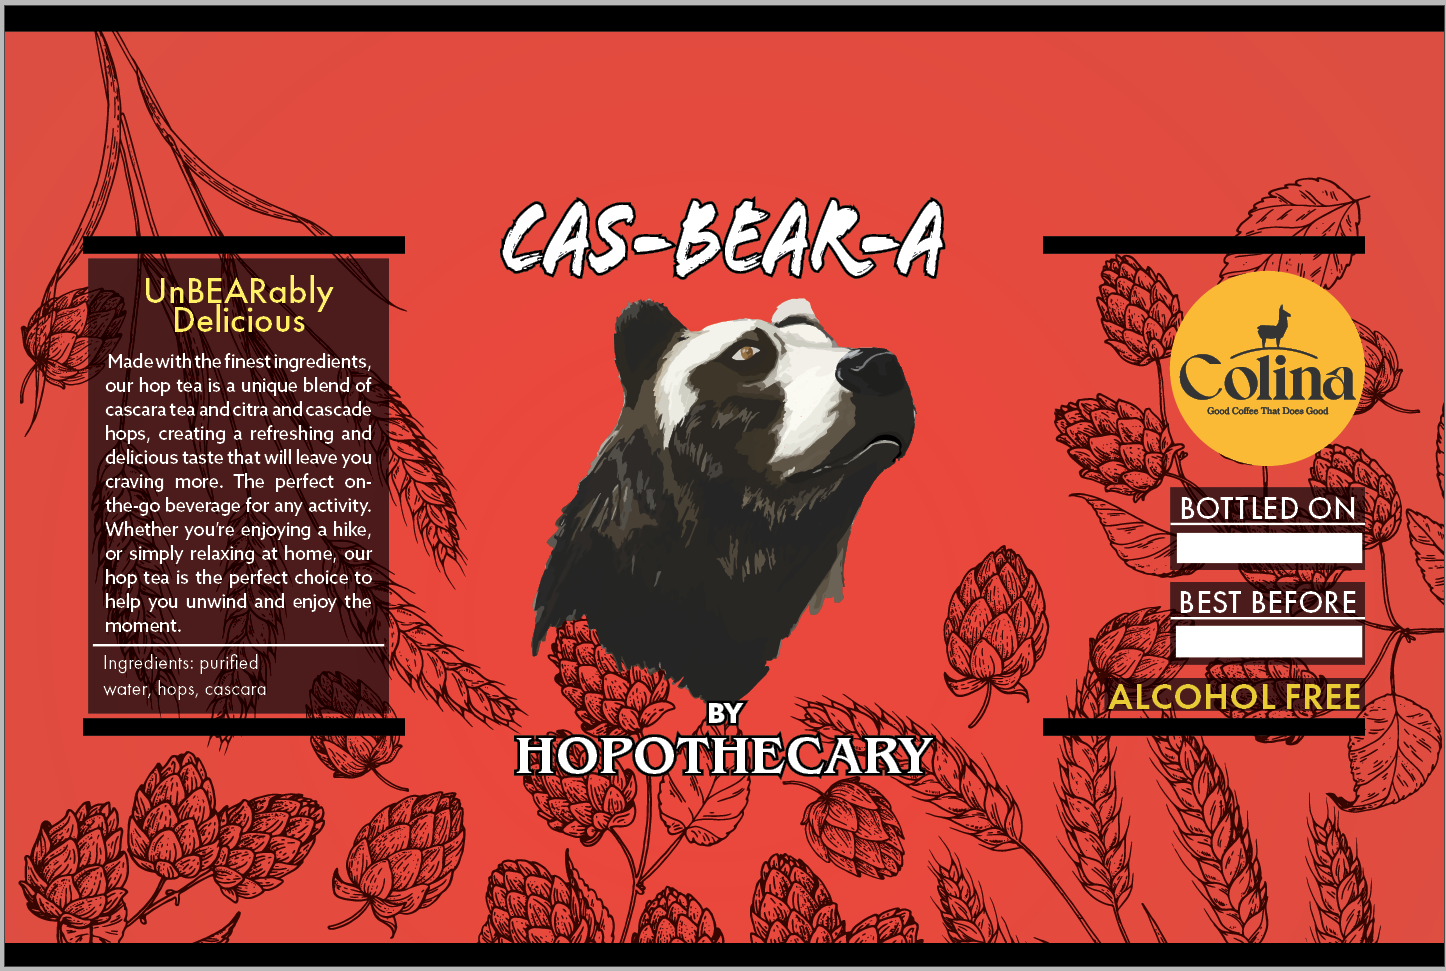 CAS-BEAR-A
UnBEARably
Delicious
Made with the finest ingredients,
our hop tea is a unique blend of
cascara tea and citra and cascade
hops, creating a refreshing and
delicious taste that will leave you
craving more. The perfect on-
the-go beverage for any activity.
Whether you're enjoying a hike,
or simply relaxing at home, our
hop tea is the perfect choice to
help you unwind and enjoy the
moment.
Ingredients: purified
water, hops, cascara
BY
HOPOTHECARY
Colina
Good Coffee That Does Good
BOTTLED ON
BEST BEFORE
ALCOHOL FREE